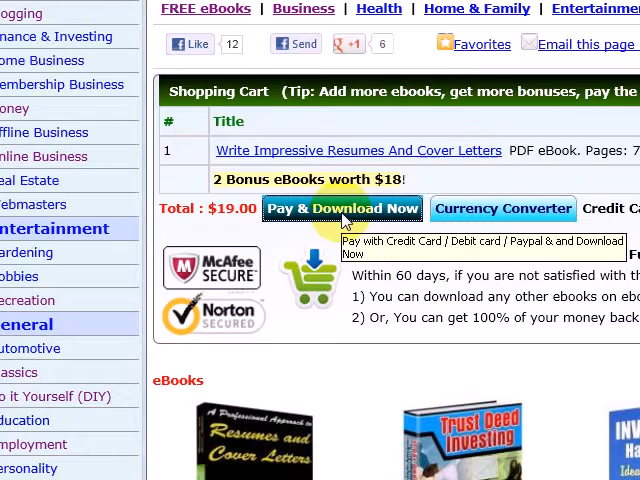 FREE eBooks | Business | Health | Home & Family | Entertainme
logging
inance & Investing
ome Business
embership Business
oney
ffline Business
nline Business
eal Estate
ebmasters
ntertainment
ardening
obbies
ecreation
eneral
utomotive
assics
o it Yourself (DIY)
ducation
mployment
ersonality
Like 12 Send +1 6 Favorites Email this page
Shopping Cart (Tip: Add more ebooks, get more bonuses, pay the
# Title
1 Write Impressive Resumes And Cover Letters PDF eBook. Pages: 7
2 Bonus eBooks worth $18!
Total : $19.00 Pay & Download Now Currency Converter Credit Ca
Pay with Credit Card / Debit card / Paypal & and Download
Now
McAfee
SECURE
Norton
SECURED
Within 60 days, if you are not satisfied with th
1) You can download any other ebooks on ebo
2) Or, You can get 100% of your money back
eBooks
A Professional Approach to
Resumes and
Cover Letters
Trust Deed
Investing
INV
Ha
Idea